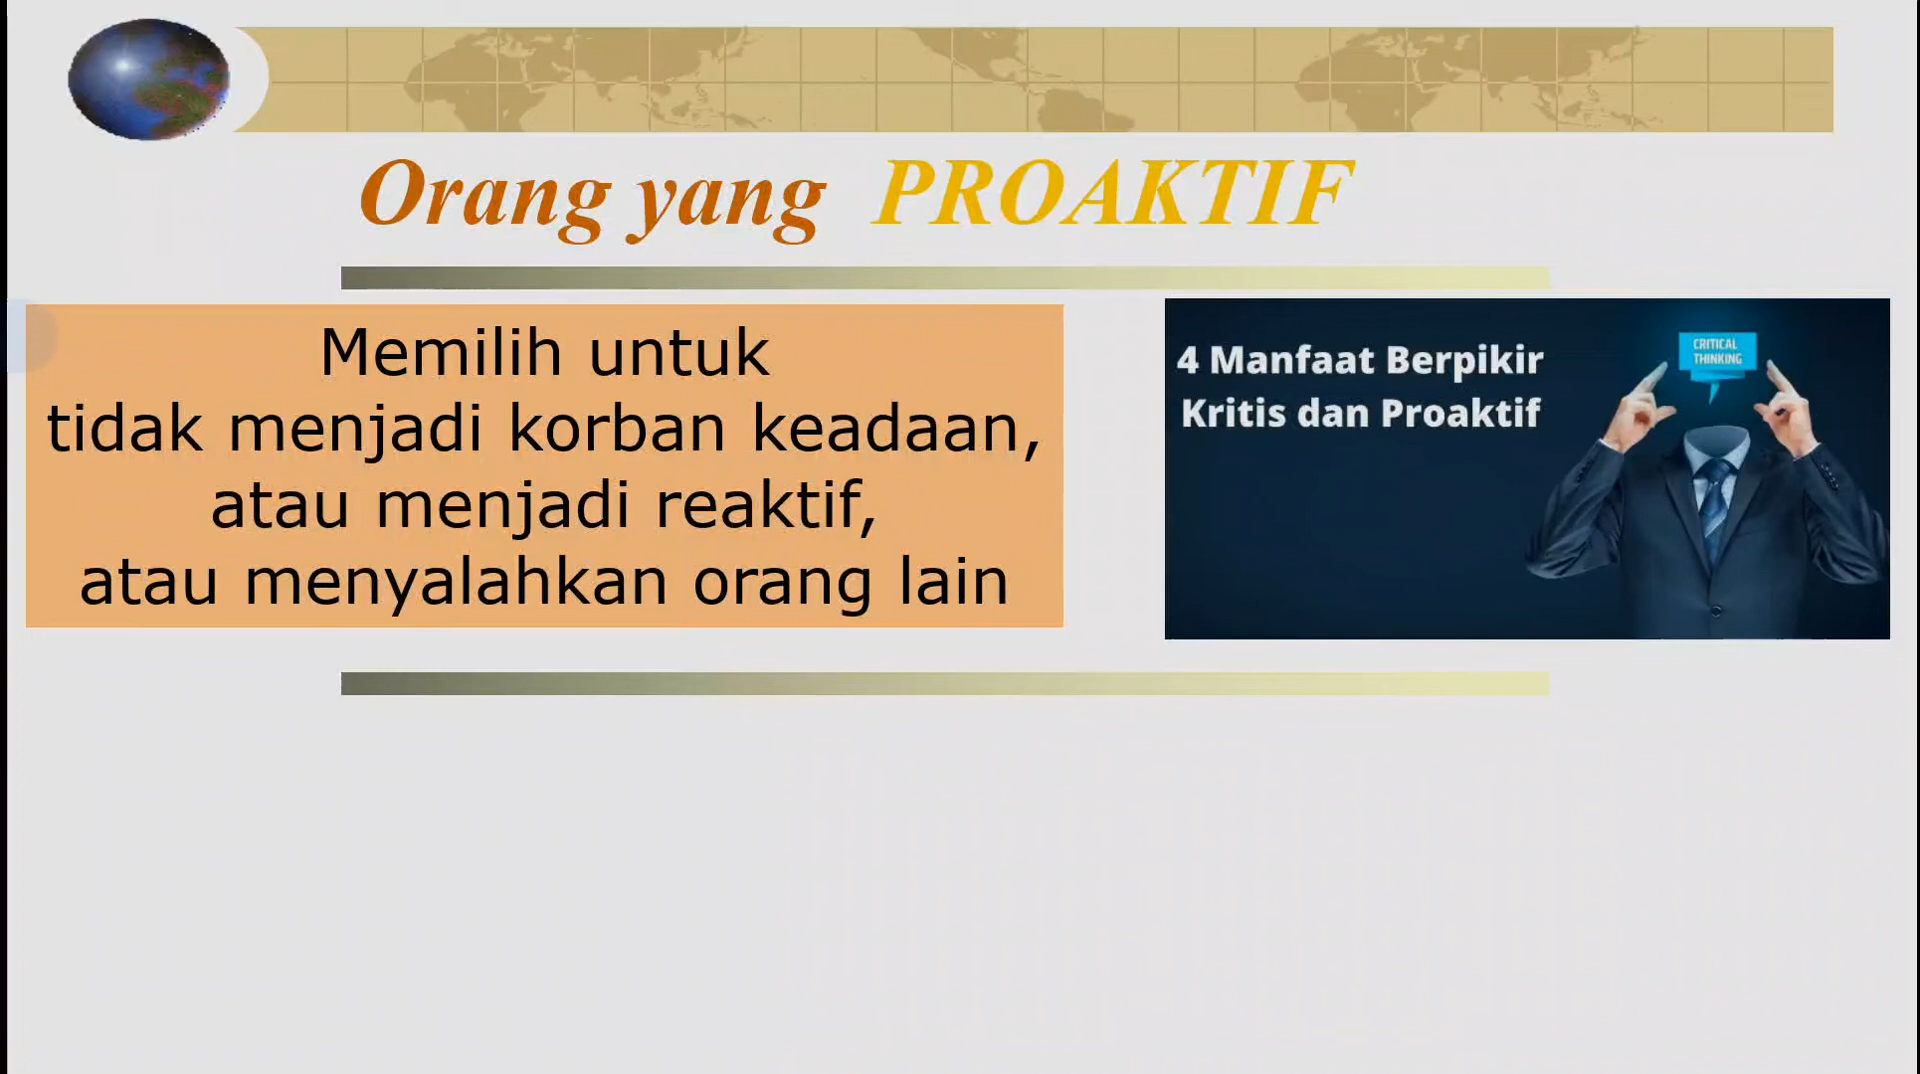 Orang yang PROAKTIF
Memilih untuk
tidak menjadi korban keadaan,
atau menjadi reaktif,
atau menyalahkan orang lain
4 Manfaat Berpikir
Kritis dan Proaktif
CRITICAL
THINKING